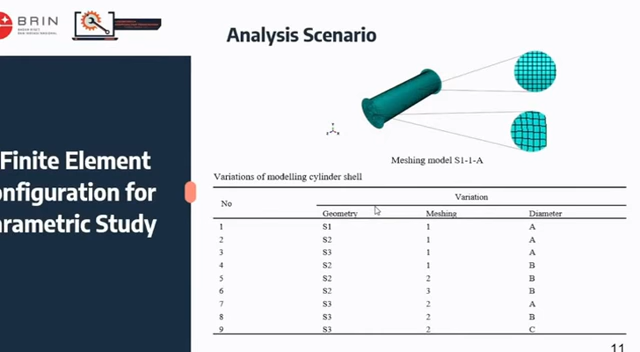 BRIN
Analysis Scenario
Finite Element
onfiguration for
arametric Study
Meshing model S1-1-A
Variations of modelling cylinder shell
No Variation
Geometry Meshing Diameter
1 S1 1 A
2 S2 1 A
3 S3 1 A
4 S2 1 B
5 S2 2 B
6 S2 3 B
7 S3 2 A
8 S3 2 B
9 S3 2 C
11